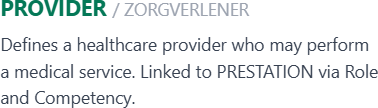 PROVIDER / ZORGVERLENER
Defines a healthcare provider who may perform
a medical service. Linked to PRESTATION via Role
and Competency.